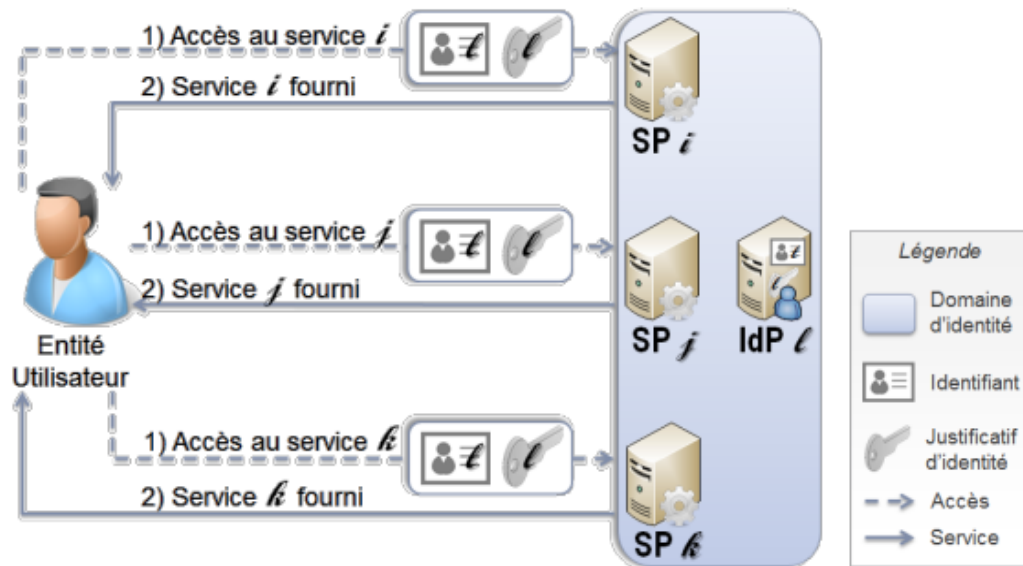 1) Accès au service i
l l
2) Service i fourni
SP i
1) Accès au service j
l l
2) Service j fourni
SP j
IdP l
Entité
Utilisateur
1) Accès au service k
l l
2) Service k fourni
SP k
Légende
Domaine
d'identité
Identifiant
Justificatif
d'identité
Accès
Service